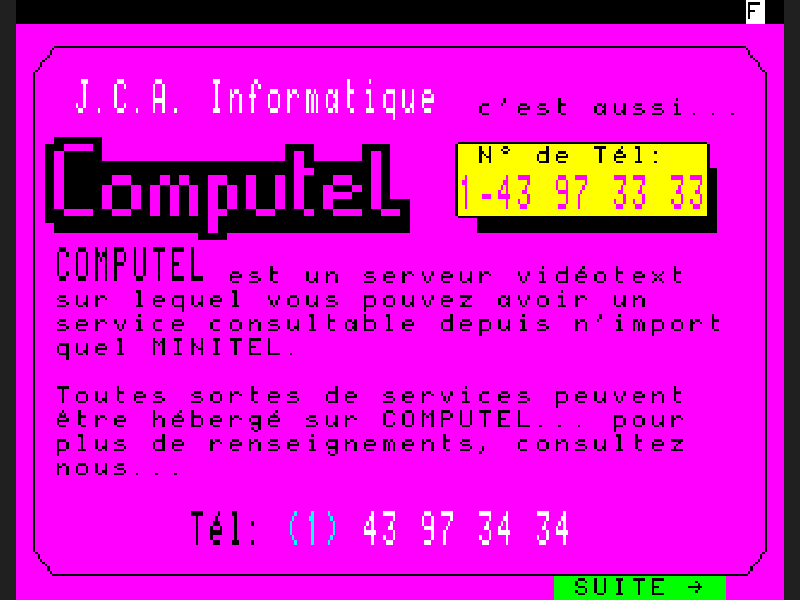 F
J.C.A. Informatique c'est aussi...
Computel
N° de Tél:
1-43 97 33 33
COMPUTEL est un serveur vidéotext
sur lequel vous pouvez avoir un
service consultable depuis n'import
quel MINITEL.
Toutes sortes de services peuvent
être hébergé sur COMPUTEL... pour
plus de renseignements, consultez
nous...
Tél: (1) 43 97 34 34
SUITE →